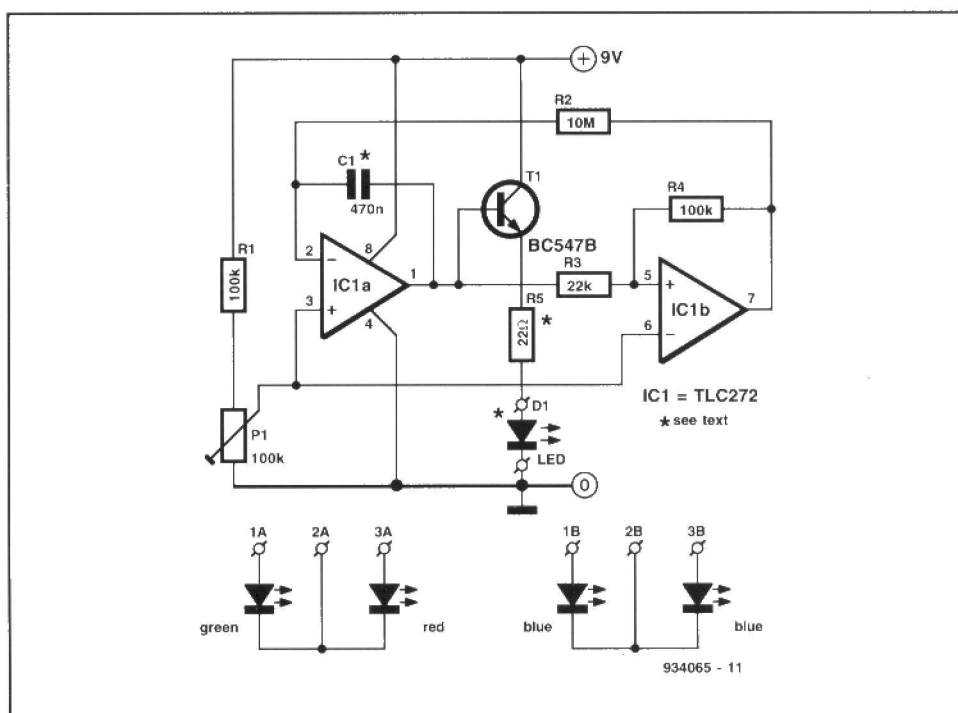 + 9V
R2
10M
C1 *
470n
T1
R4
100k
BC547B
R1
100k
2 − 8
IC1a 1
3 + 4
R3
22k
5 +
IC1b 7
6 −
R5
22Ω *
IC1 = TLC272
* see text
D1
*
LED
P1
100k
0
1A 2A 3A 1B 2B 3B
green red blue blue
934065 - 11